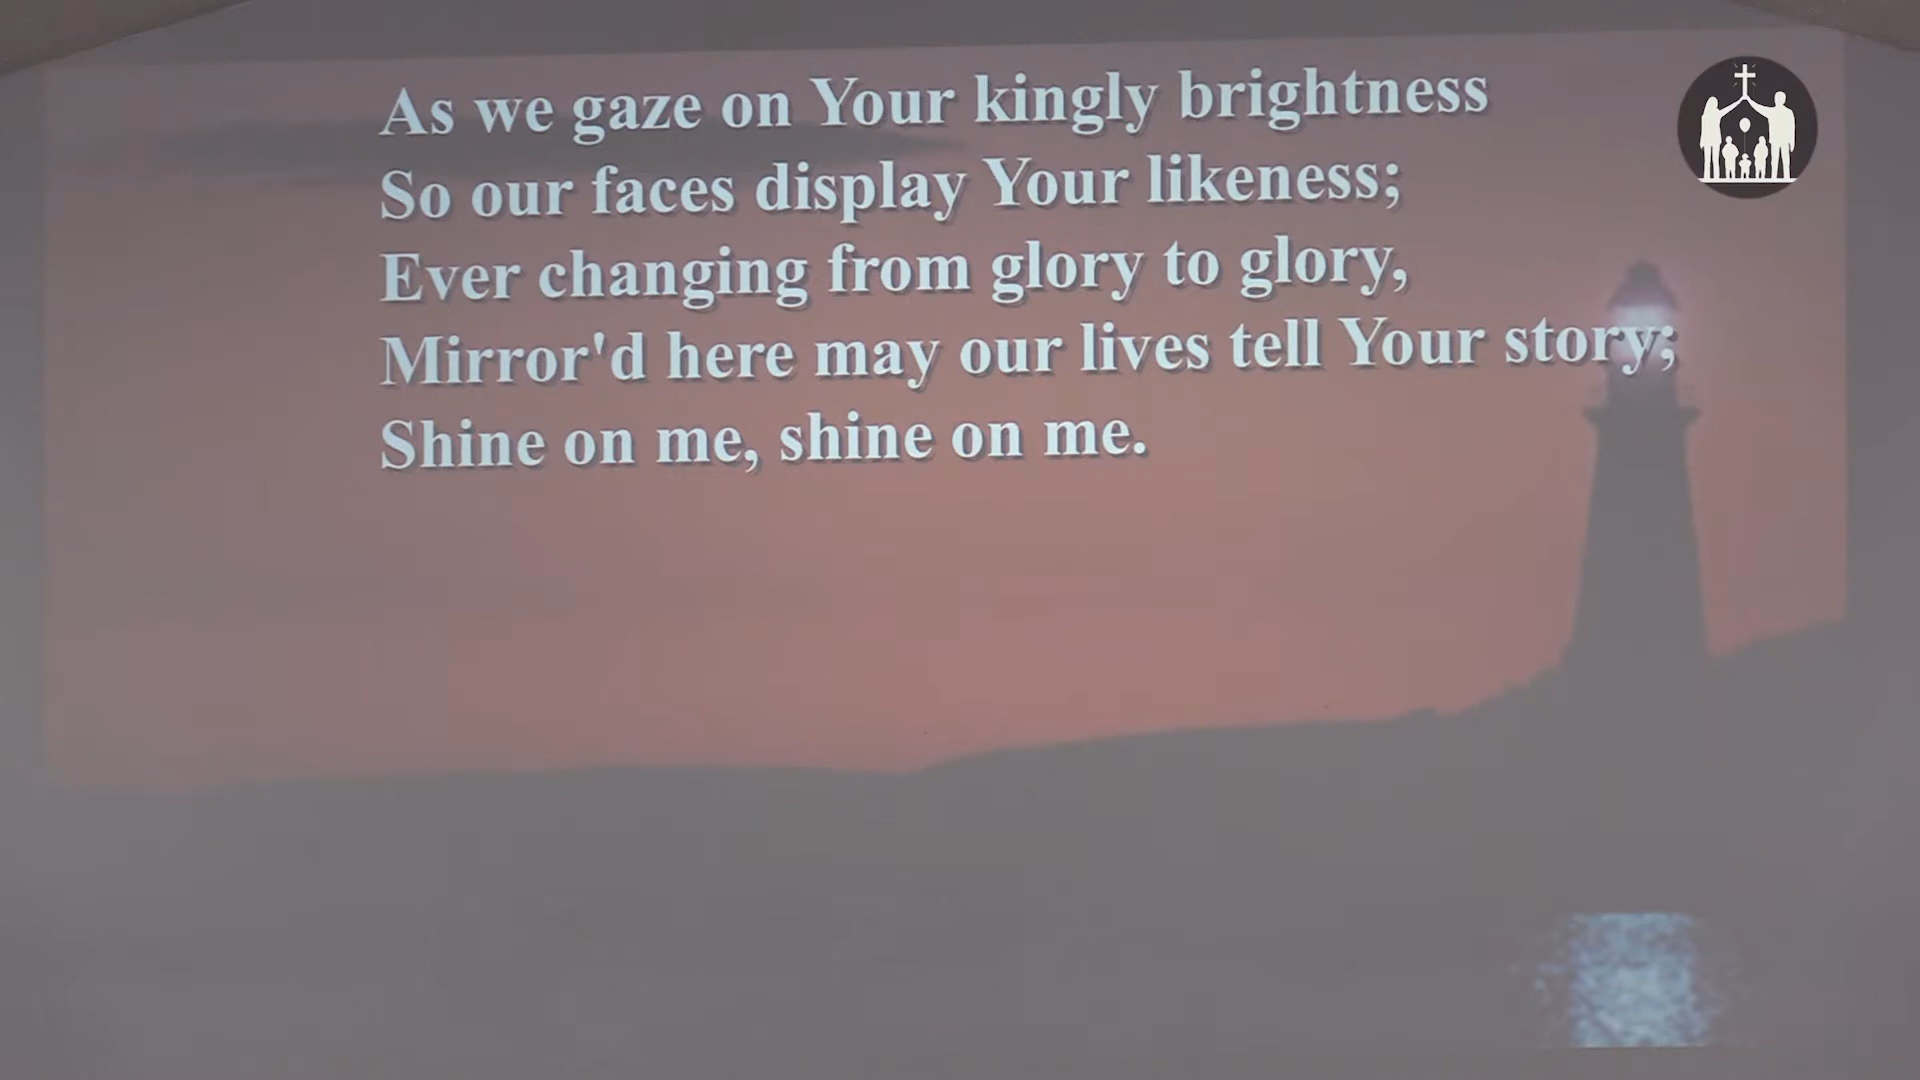 As we gaze on Your kingly brightness
So our faces display Your likeness;
Ever changing from glory to glory,
Mirror'd here may our lives tell Your story;
Shine on me, shine on me.